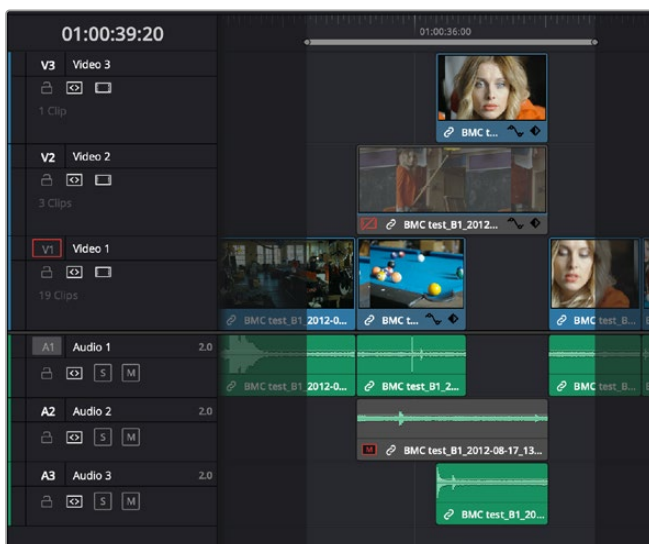 01:00:39:20
01:00:36:00
V3 Video 3
1 Clip
BMC t...
V2 Video 2
3 Clips
BMC test_B1_2012...
V1 Video 1
19 Clips
BMC test_B1_2012-0... BMC t... BMC test_B...
A1 Audio 1 2.0
S M
BMC test_B1_2012-0... BMC test_B1_2... BMC test_B...
A2 Audio 2 2.0
S M
M BMC test_B1_2012-08-17_13...
A3 Audio 3 2.0
S M
BMC test_B1_20...